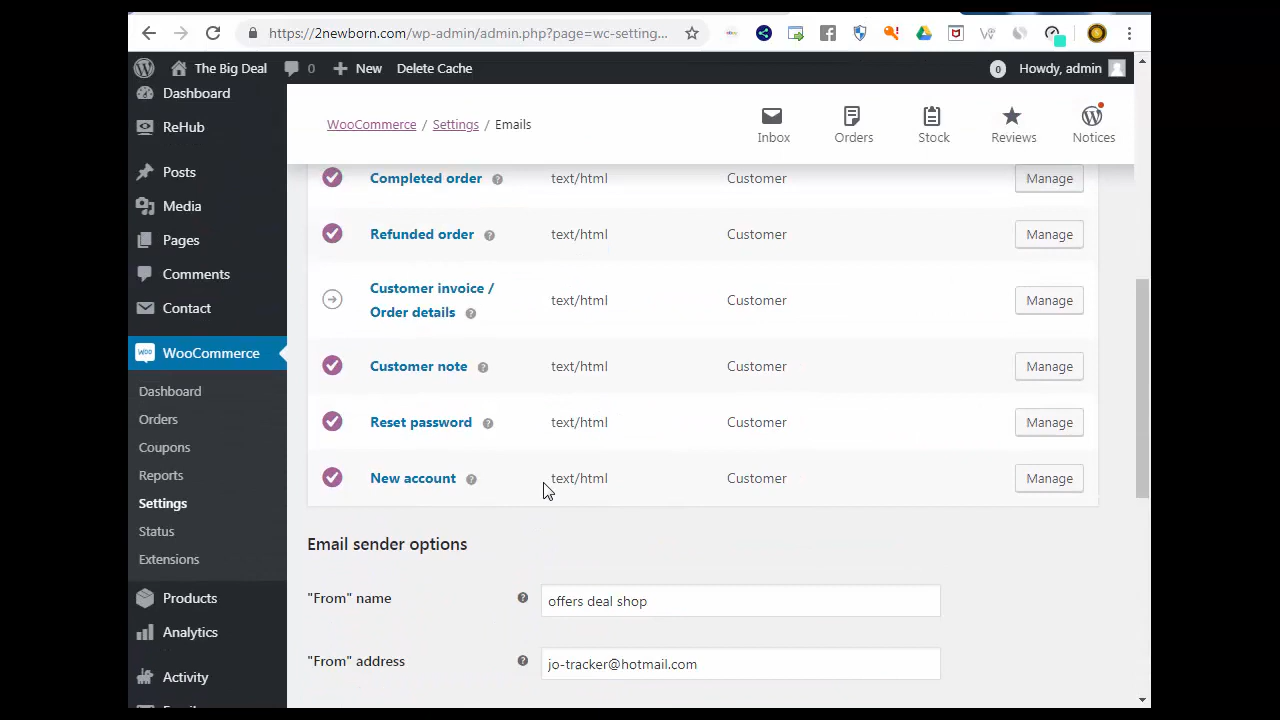 https://2newborn.com/wp-admin/admin.php?page=wc-setting...
The Big Deal 0 New Delete Cache 0 Howdy, admin
Dashboard
ReHub
Posts
Media
Pages
Comments
Contact
WooCommerce
Dashboard
Orders
Coupons
Reports
Settings
Status
Extensions
Products
Analytics
Activity
WooCommerce / Settings / Emails
Inbox Orders Stock Reviews Notices
Completed order text/html Customer Manage
Refunded order text/html Customer Manage
Customer invoice /
Order details text/html Customer Manage
Customer note text/html Customer Manage
Reset password text/html Customer Manage
New account text/html Customer Manage
Email sender options
"From" name offers deal shop
"From" address jo-tracker@hotmail.com